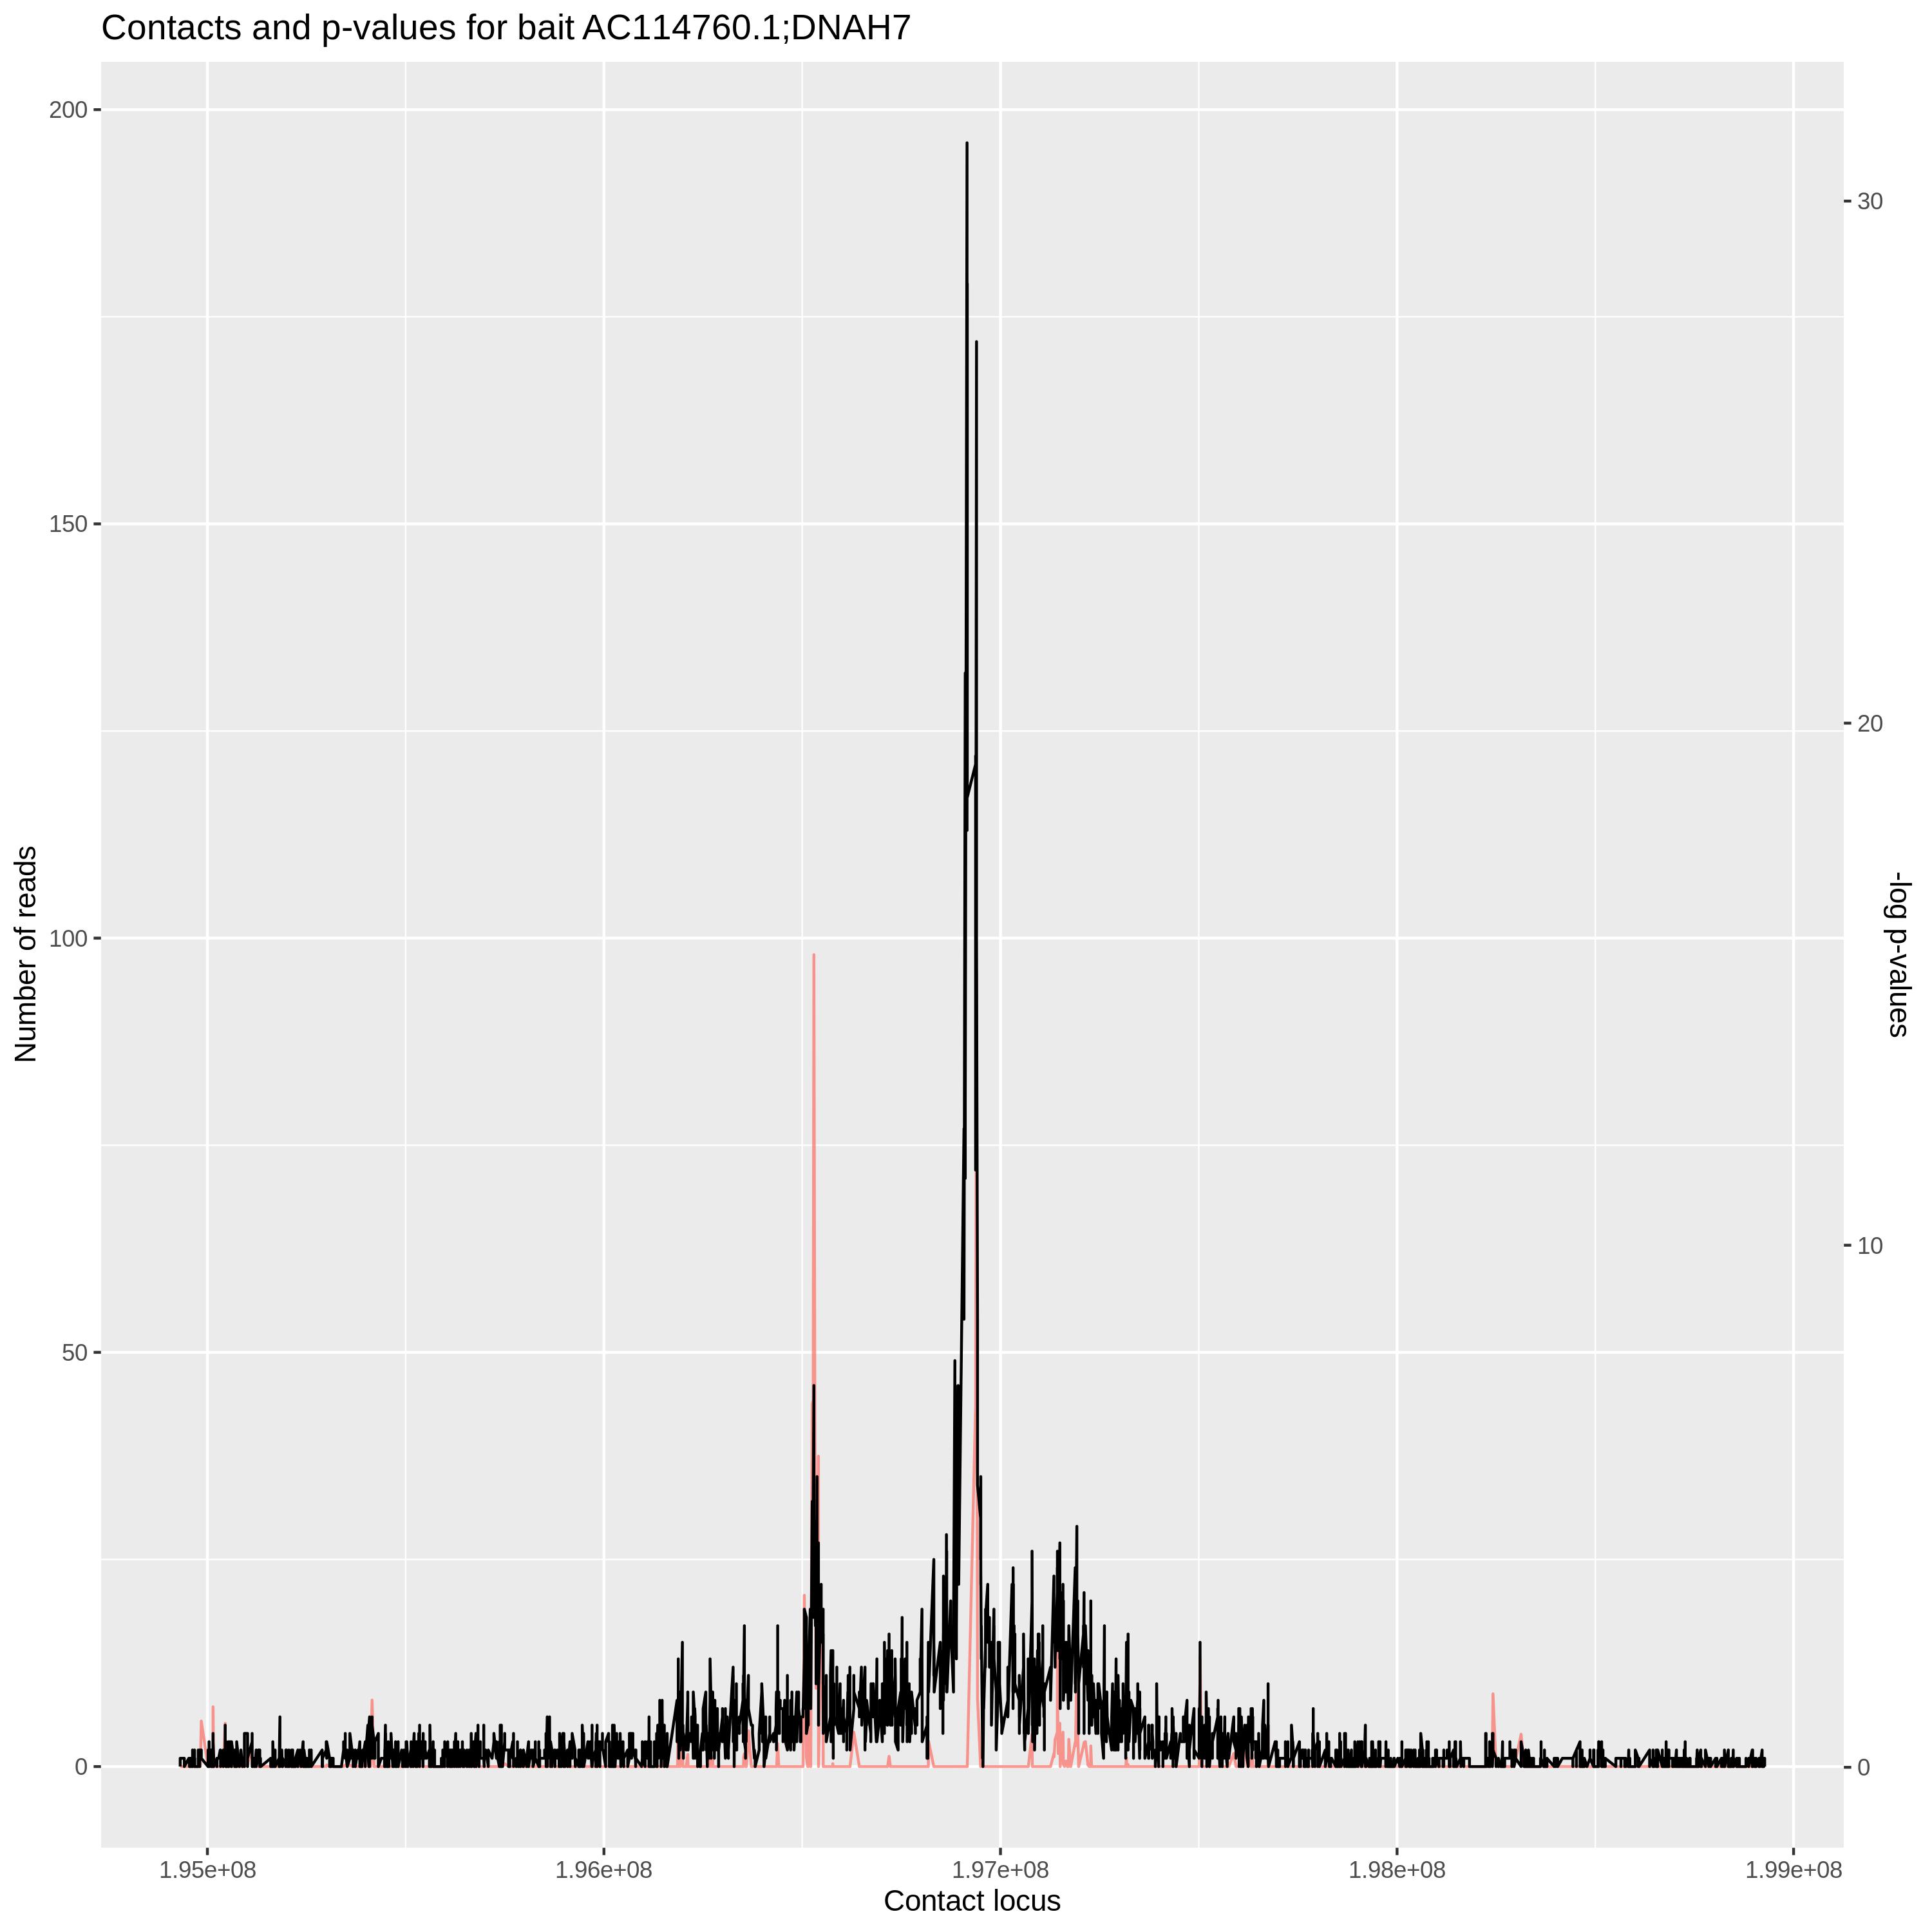 Contacts and p-values for bait AC114760.1;DNAH7
200
150
100
50
0
Number of reads
30
20
10
0
-log p-values
1.95e+08 1.96e+08 1.97e+08 1.98e+08 1.99e+08
Contact locus